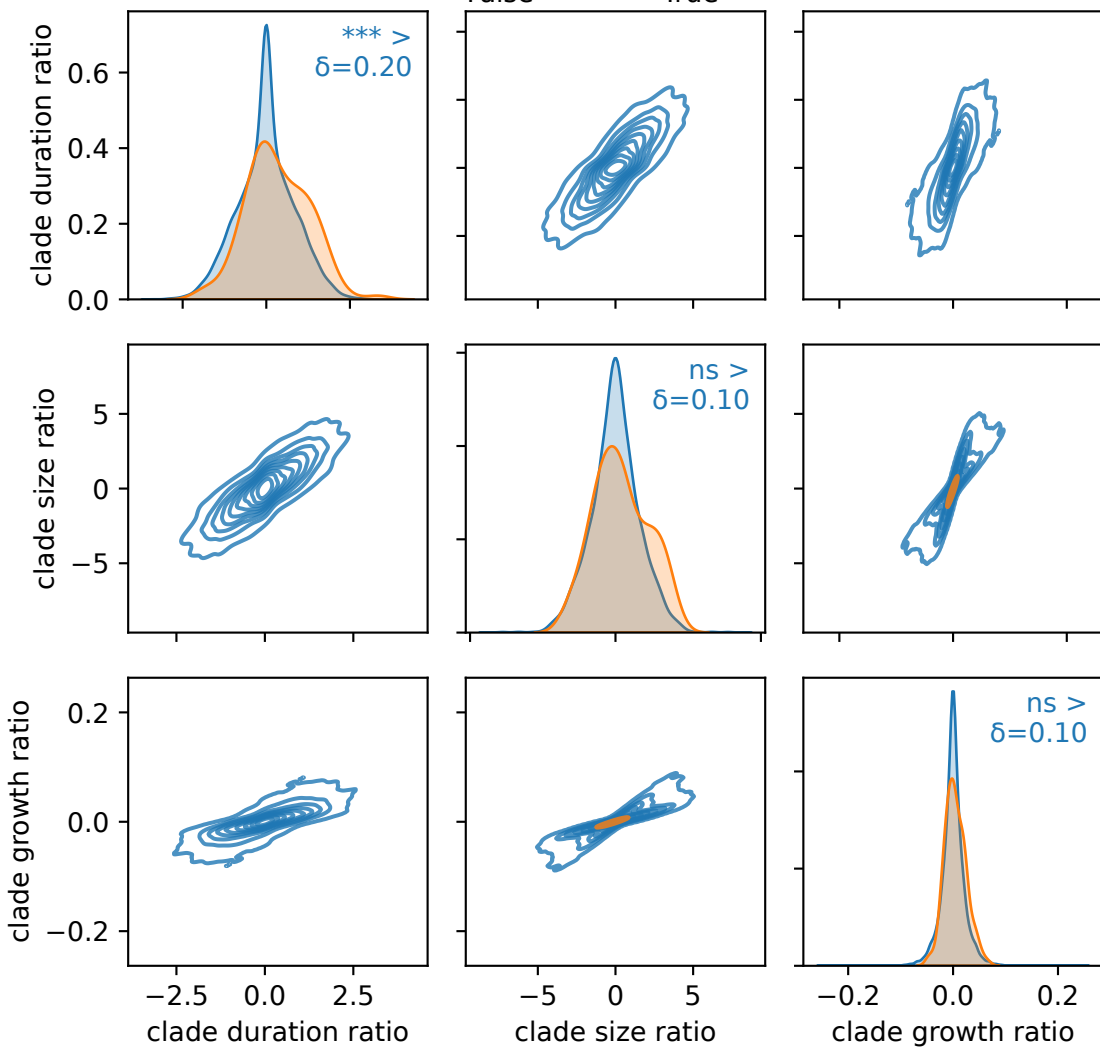 clade duration ratio
0.6
0.4
0.2
0.0
*** >
δ=0.20
clade size ratio
5
0
−5
ns >
δ=0.10
clade growth ratio
0.2
0.0
−0.2
ns >
δ=0.10
−2.5 0.0 2.5
−5 0 5
−0.2 0.0 0.2
clade duration ratio
clade size ratio
clade growth ratio